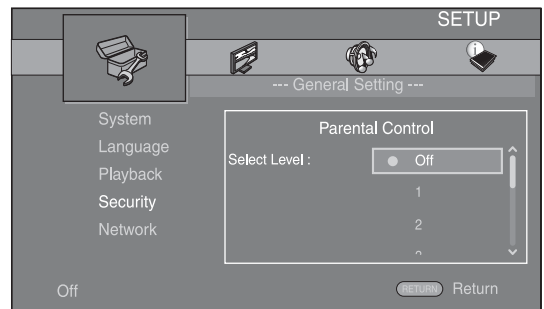 SETUP
--- General Setting ---
System
Language
Playback
Security
Network
Parental Control
Select Level :
Off
1
2
Off
RETURN Return